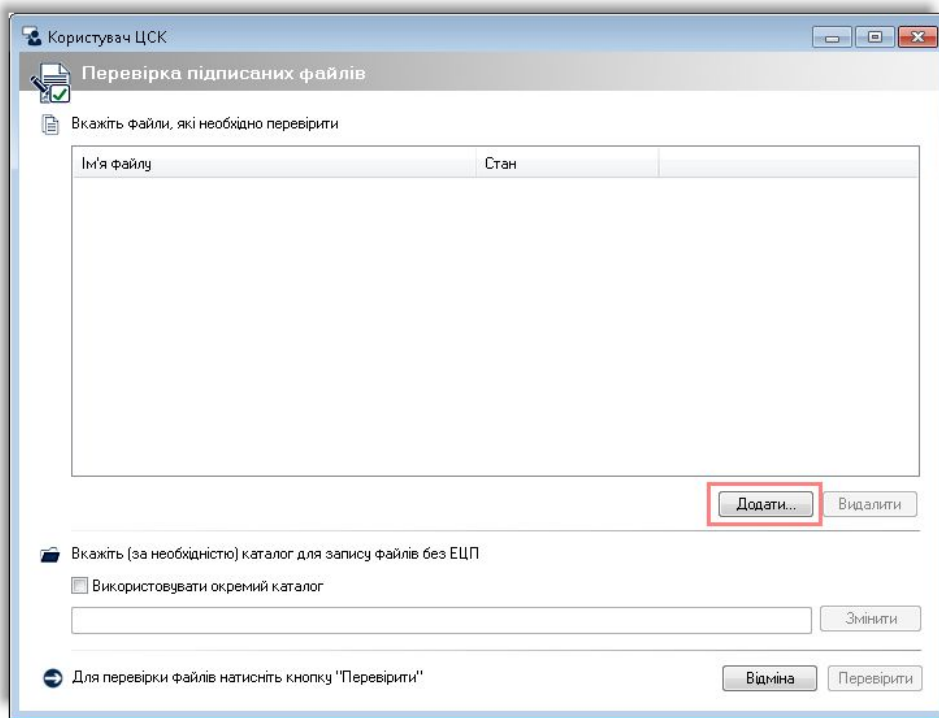 Користувач ЦСК
Перевірка підписаних файлів
Вкажіть файли, які необхідно перевірити
Ім'я файлу Стан
Додати... Видалити
Вкажіть (за необхідністю) каталог для запису файлів без ЕЦП
Використовувати окремий каталог
Змінити
Для перевірки файлів натисніть кнопку "Перевірити"
Відміна Перевірити